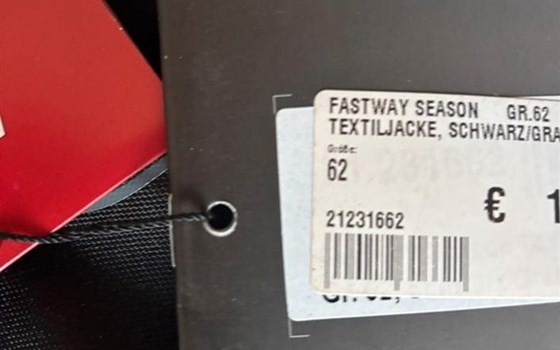 FASTWAY SEASON GR.62
TEXTILJACKE, SCHWARZ/GRA
Größe:
62
€ 1
21231662